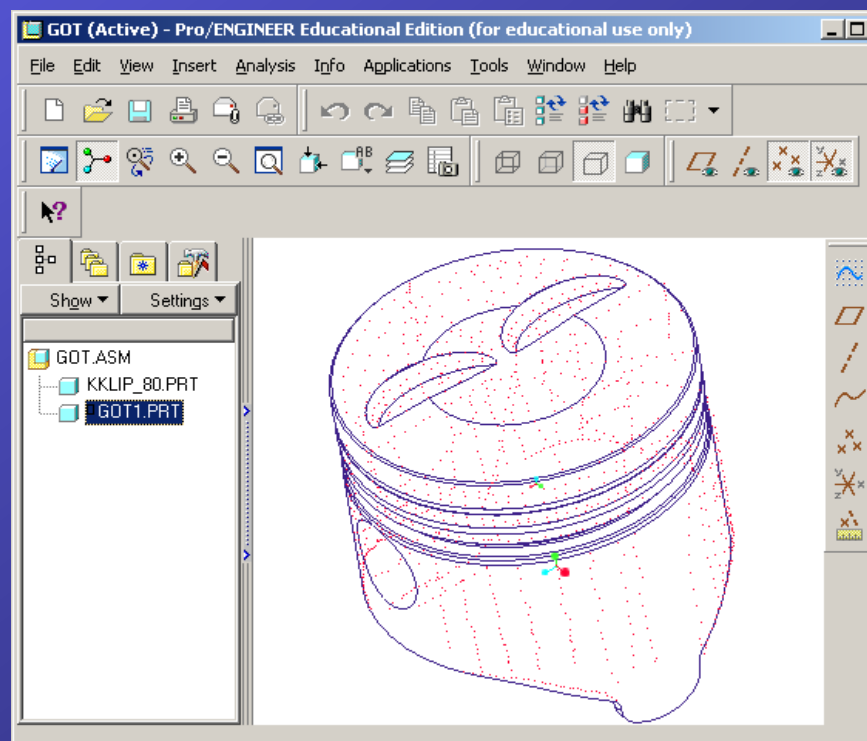 GOT (Active) - Pro/ENGINEER Educational Edition (for educational use only)
File Edit View Insert Analysis Info Applications Tools Window Help
AB
Show Settings
GOT.ASM
KKLIP_80.PRT
GOT1.PRT